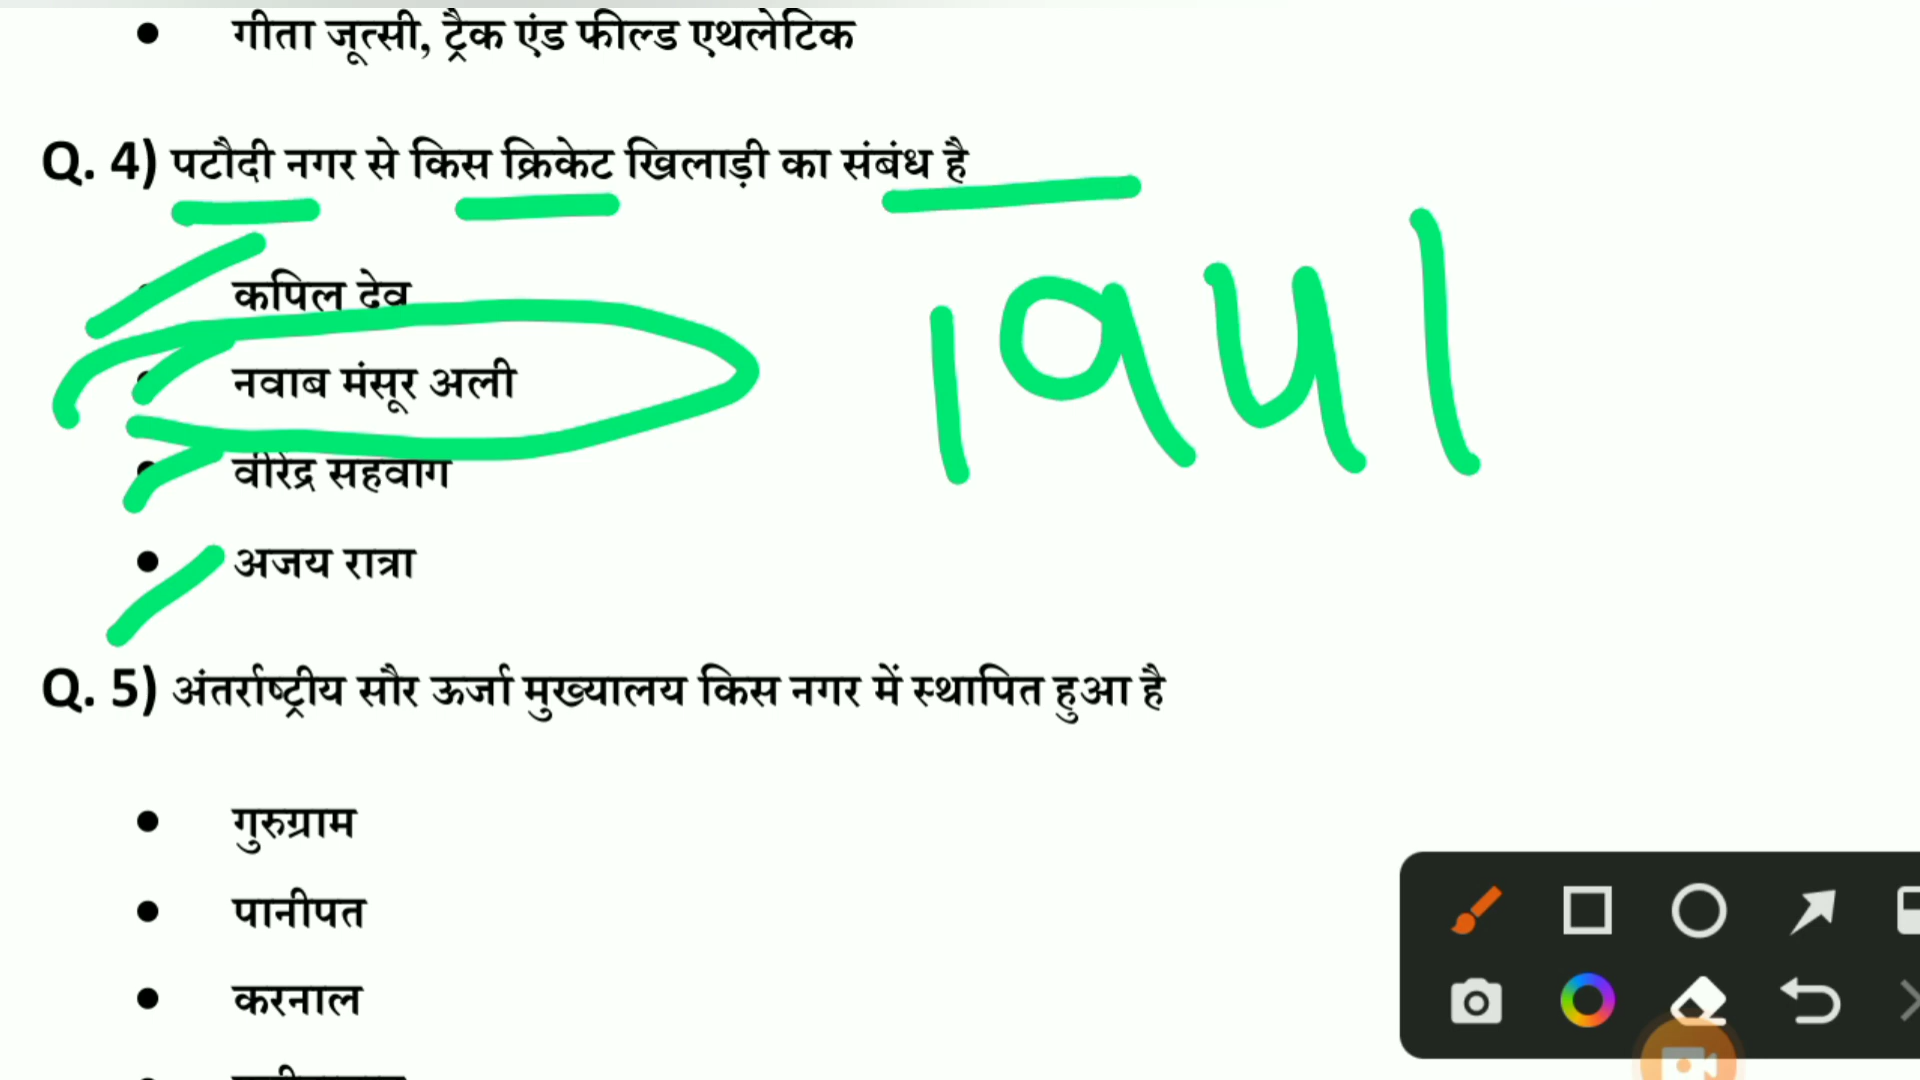 • गीता जूत्सी, ट्रैक एंड फील्ड एथलेटिक
Q. 4) पटौदी नगर से किस क्रिकेट खिलाड़ी का संबंध है
कपिल देव
1941
नवाब मंसूर अली
वीरेंद्र सहवाग
• अजय रात्रा
Q. 5) अंतर्राष्ट्रीय सौर ऊर्जा मुख्यालय किस नगर में स्थापित हुआ है
• गुरुग्राम
• पानीपत
• करनाल